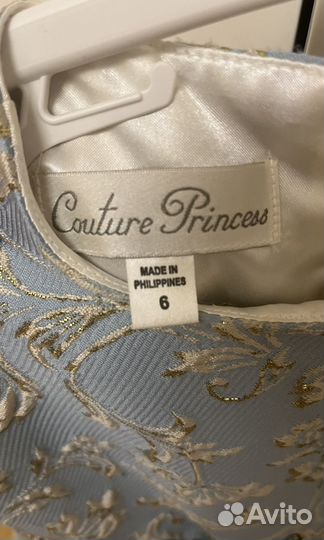 Couture Princess
MADE IN
PHILIPPINES
6
Avito